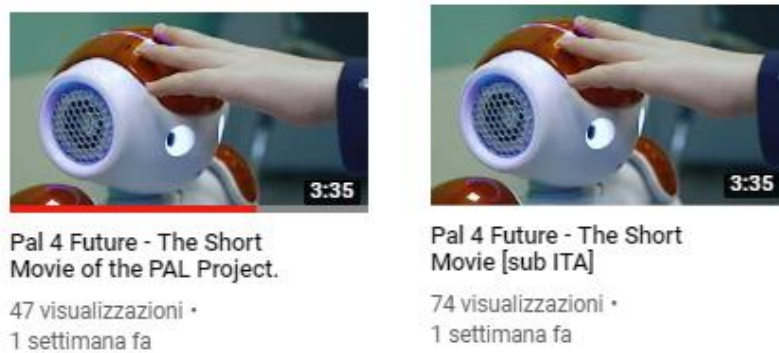 3:35
Pal 4 Future - The Short
Movie of the PAL Project.
47 visualizzazioni •
1 settimana fa
3:35
Pal 4 Future - The Short
Movie [sub ITA]
74 visualizzazioni •
1 settimana fa